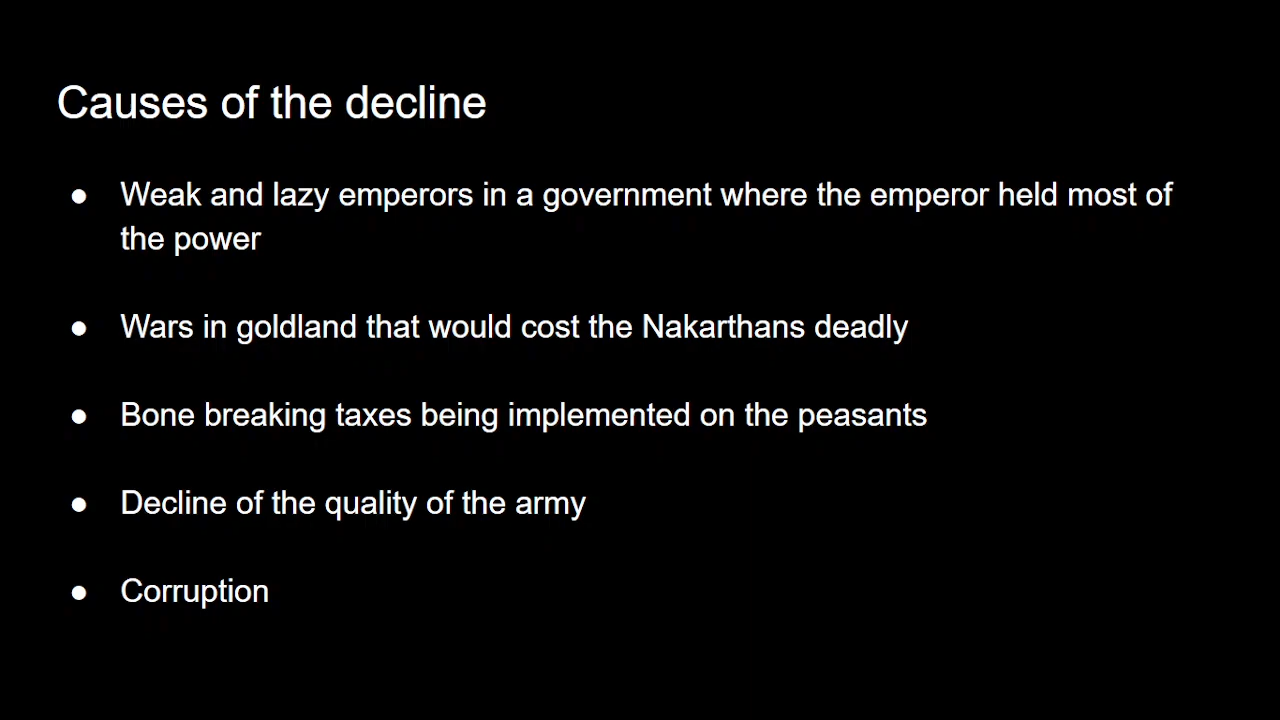 Causes of the decline
● Weak and lazy emperors in a government where the emperor held most of
the power
● Wars in goldland that would cost the Nakarthans deadly
● Bone breaking taxes being implemented on the peasants
● Decline of the quality of the army
● Corruption